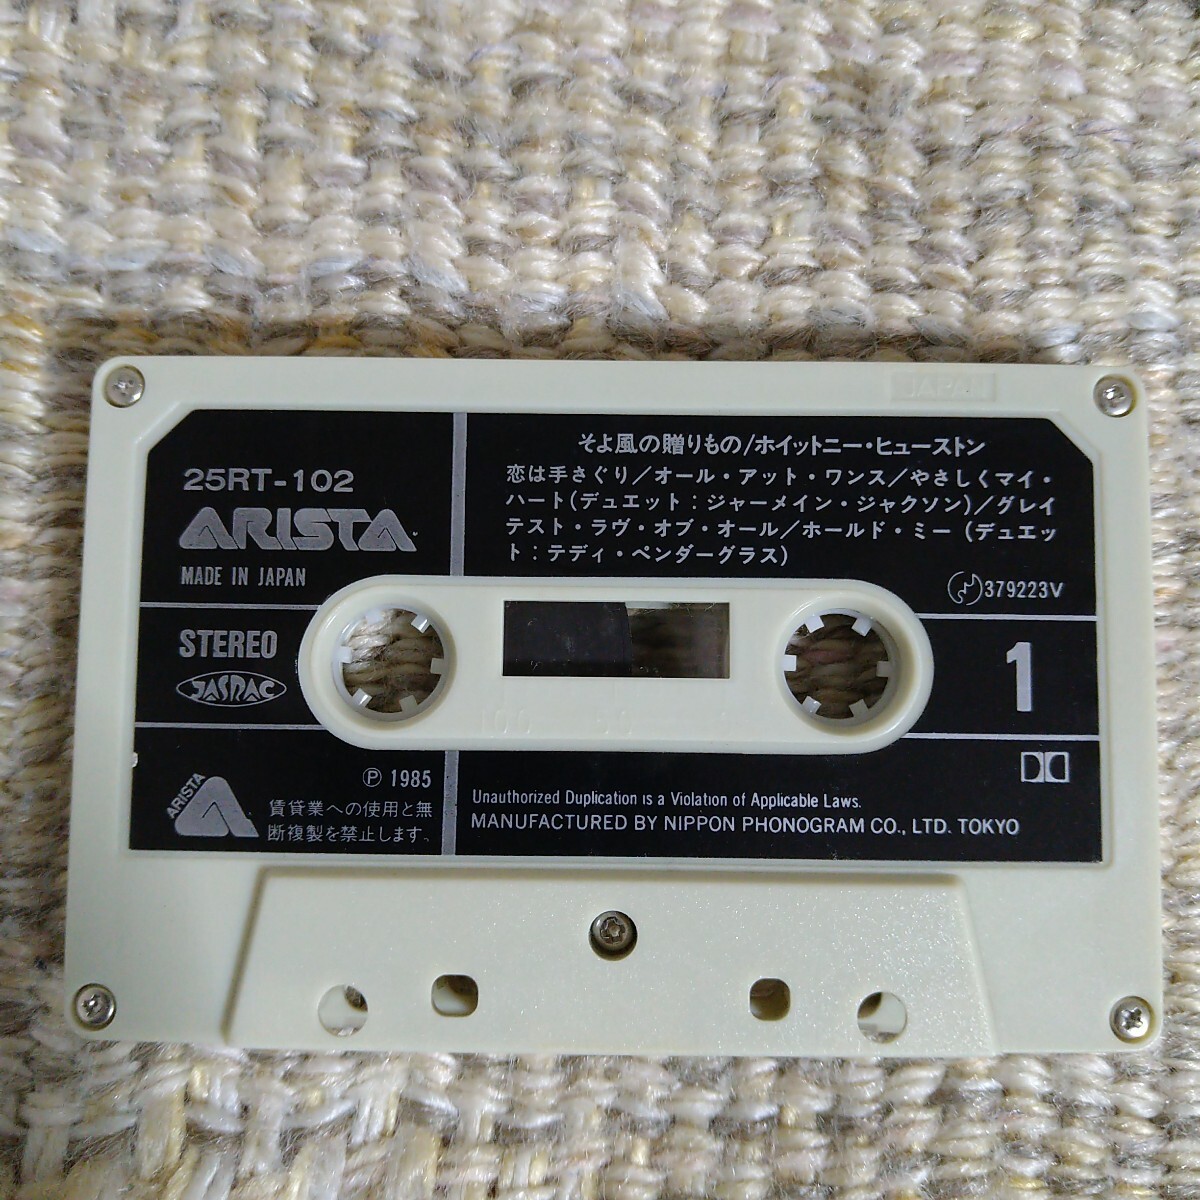 JAPAN
25RT-102
ARISTA
MADE IN JAPAN
そよ風の贈りもの/ホイットニー・ヒューストン
恋は手さぐり／オール・アット・ワンス／やさしくマイ・
ハート(デュエット：ジャーメイン・ジャクソン)／グレイ
テスト・ラヴ・オブ・オール／ホールド・ミー (デュエッ
ト：テディ・ペンダーグラス)
379223V
STEREO
JASRAC
1
100 50
ARISTA
Ⓟ 1985
賃貸業への使用と無
断複製を禁止します。
Unauthorized Duplication is a Violation of Applicable Laws.
MANUFACTURED BY NIPPON PHONOGRAM CO., LTD. TOKYO